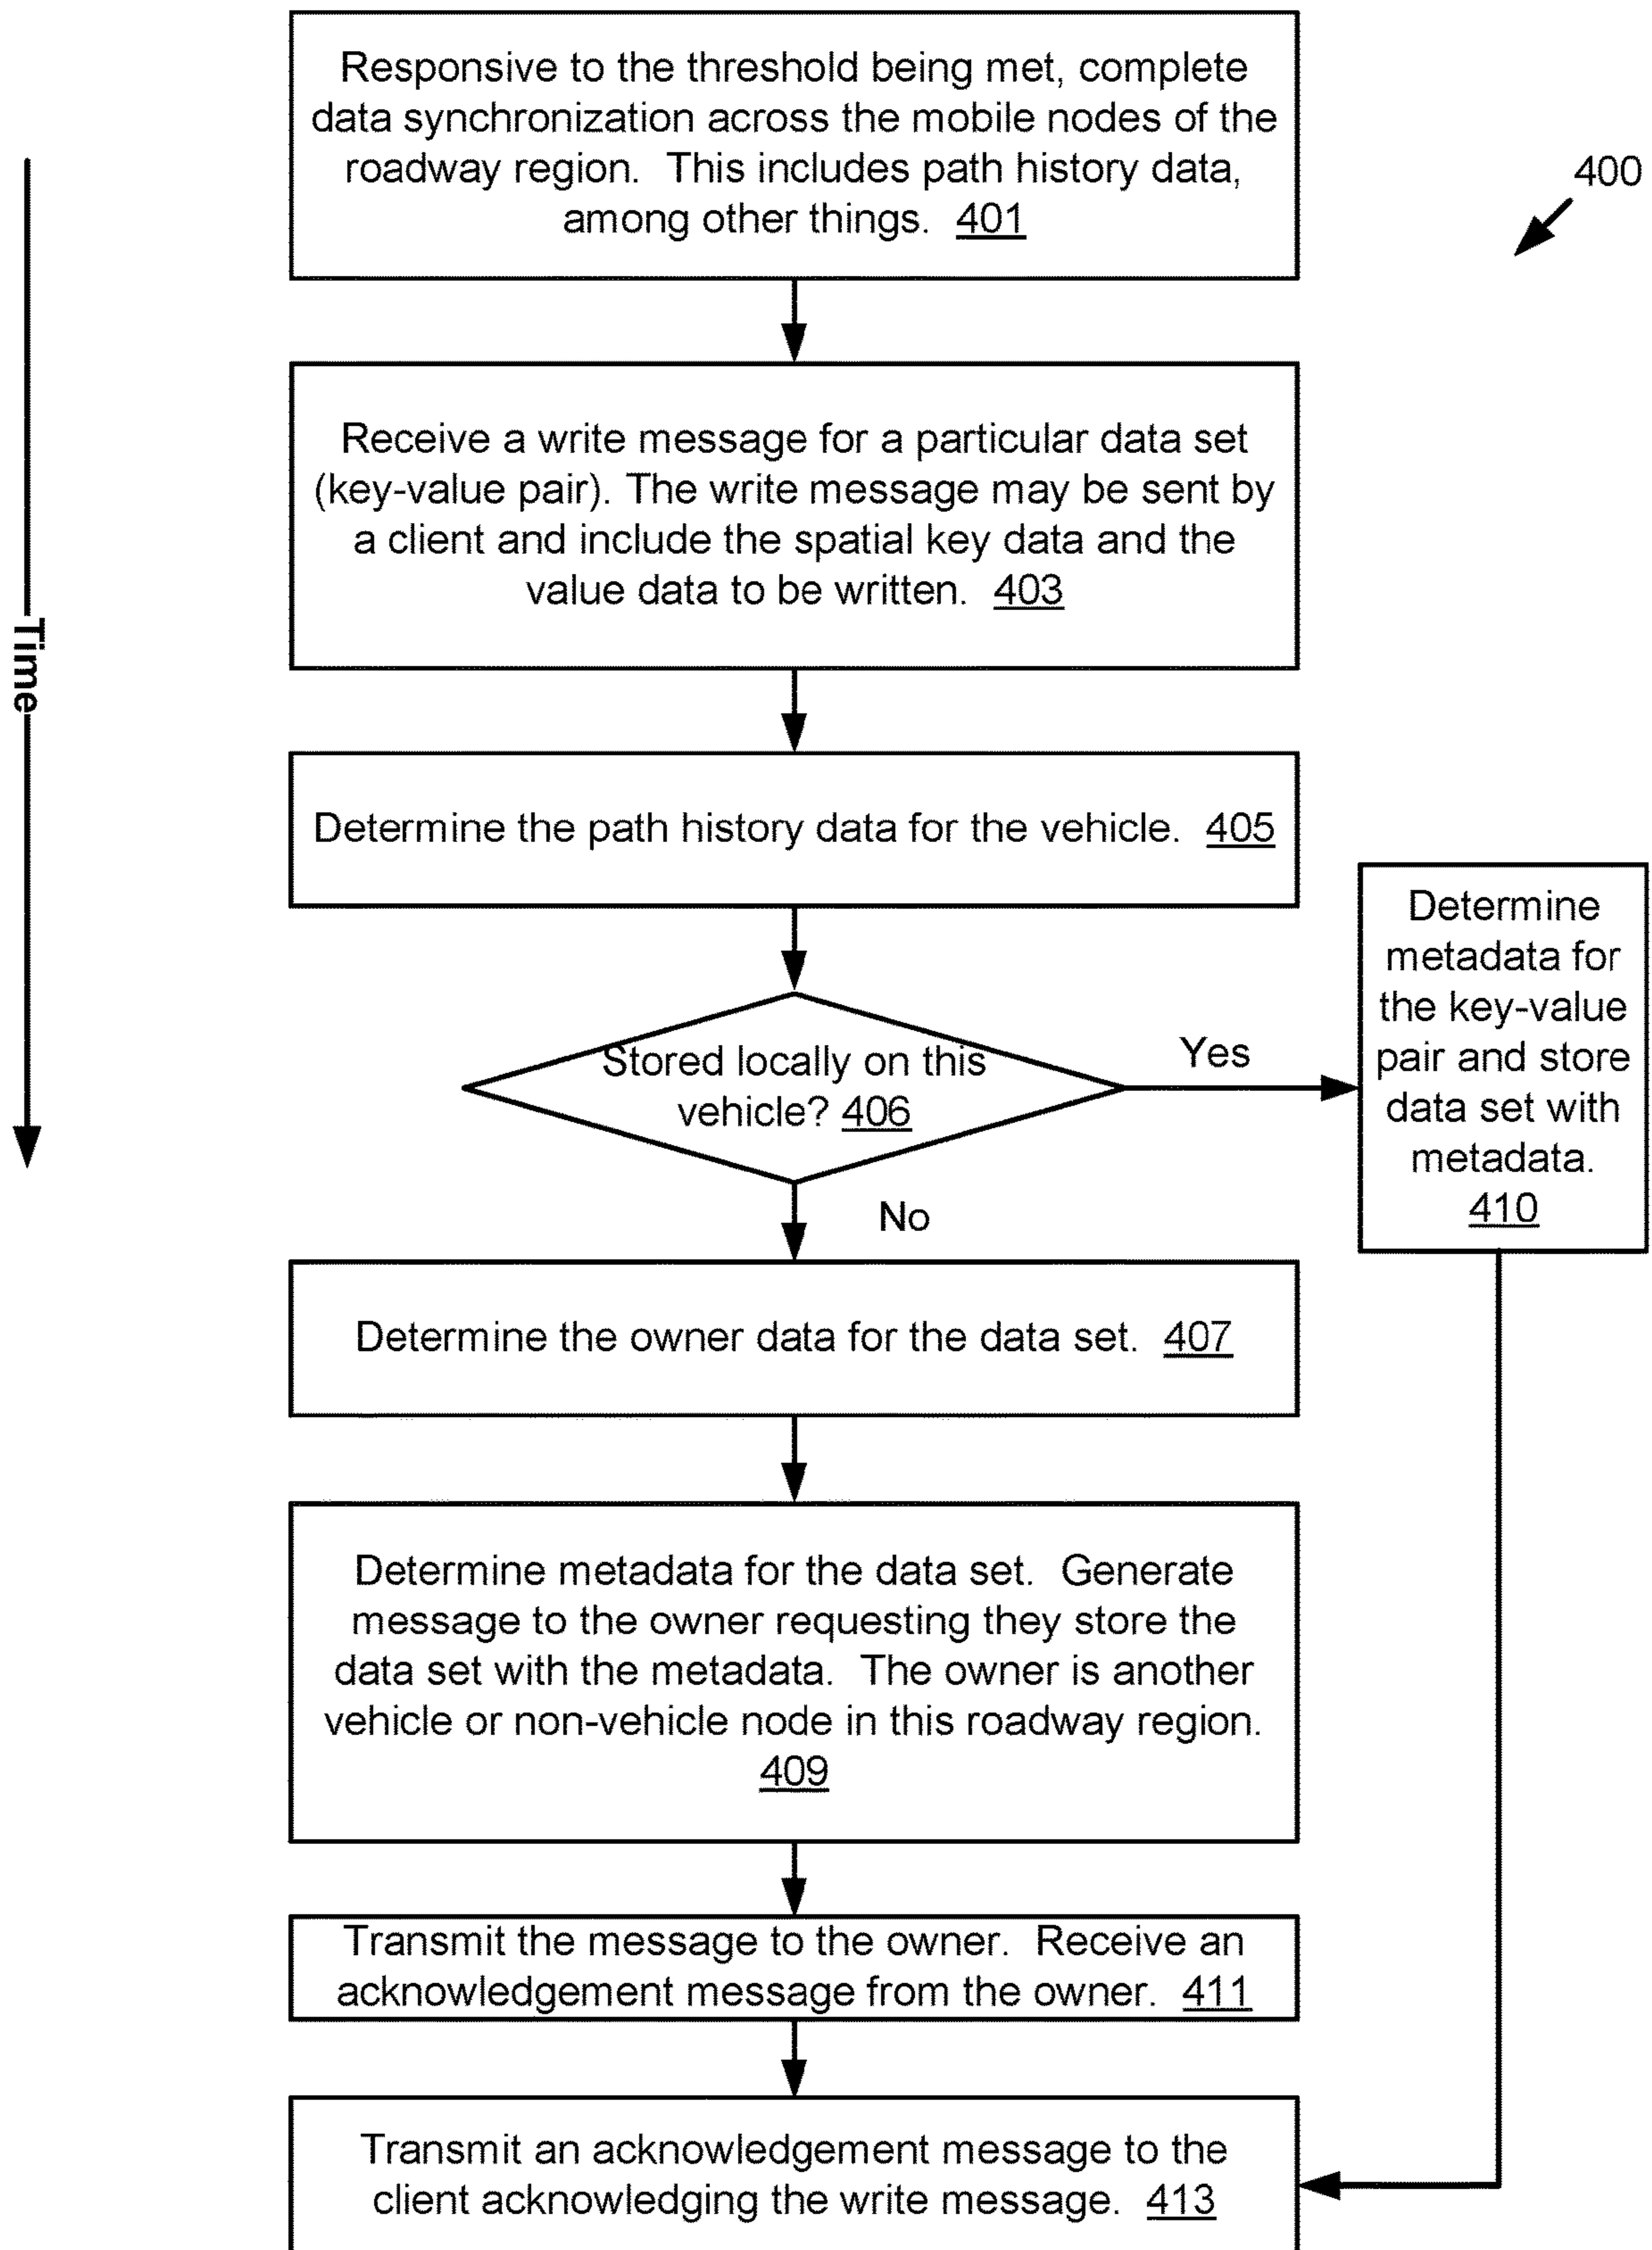 Responsive to the threshold being met, complete
data synchronization across the mobile nodes of the
roadway region. This includes path history data,
among other things. 401
400
Receive a write message for a particular data set
(key-value pair). The write message may be sent by
a client and include the spatial key data and the
value data to be written. 403
Time
Determine the path history data for the vehicle. 405
Stored locally on this
vehicle? 406
Yes
Determine
metadata for
the key-value
pair and store
data set with
metadata.
410
No
Determine the owner data for the data set. 407
Determine metadata for the data set. Generate
message to the owner requesting they store the
data set with the metadata. The owner is another
vehicle or non-vehicle node in this roadway region.
409
Transmit the message to the owner. Receive an
acknowledgement message from the owner. 411
Transmit an acknowledgement message to the
client acknowledging the write message. 413